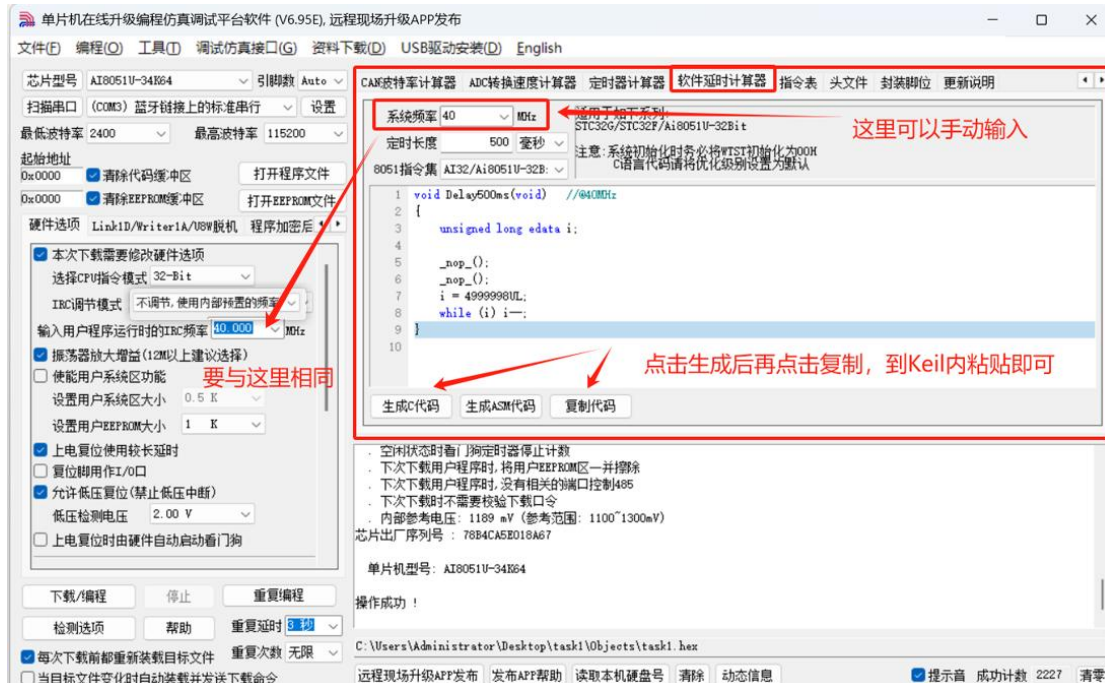 单片机在线升级编程仿真调试平台软件 (V6.95E), 远程现场升级APP发布
文件(F) 编程(O) 工具(T) 调试仿真接口(G) 资料下载(D) USB驱动安装(D) English
芯片型号 AI8051U-34K64 引脚数 Auto
扫描串口 (COM3) 蓝牙链接上的标准串行 设置
最低波特率 2400 最高波特率 115200
起始地址
0x0000 清除代码缓冲区 打开程序文件
0x0000 清除EEPROM缓冲区 打开EEPROM文件
硬件选项 Link1D/Writer1A/U8W脱机 程序加密后
本次下载需要修改硬件选项
选择CPU指令模式 32-Bit
IRC调节模式 不调节,使用内部预置的频率
输入用户程序运行时的IRC频率 40.000 MHz
振荡器放大增益(12M以上建议选择)
使能用户系统区功能
要与这里相同
设置用户系统区大小 0.5 K
设置用户EEPROM大小 1 K
上电复位使用较长延时
复位脚用作I/O口
允许低压复位(禁止低压中断)
低压检测电压 2.00 V
上电复位时由硬件自动启动看门狗
下载/编程 停止 重复编程
检测选项 帮助 重复延时 3 秒
每次下载前都重新装载目标文件 重复次数 无限
当目标文件变化时自动装载并发送下载命令
CAN波特率计算器 ADC转换速度计算器 定时器计算器 软件延时计算器 指令表 头文件 封装脚位 更新说明
系统频率 40 MHz
适用于如下系列:
STC32G/STC32F/Ai8051U-32Bit
这里可以手动输入
定时长度 500 毫秒
注意:系统初始化时务必将WTST初始化为00H
C语言代码请将优化级别设置为默认
8051指令集 AI32/Ai8051U-32B:
1 void Delay500ms(void) //@40MHz
2 {
3 unsigned long edata i;
4
5 _nop_();
6 _nop_();
7 i = 4999998UL;
8 while (i) i--;
9 }
10
点击生成后再点击复制，到Keil内粘贴即可
生成C代码 生成ASM代码 复制代码
. 空闲状态时看门狗定时器停止计数
. 下次下载用户程序时,将用户EEPROM区一并擦除
. 下次下载用户程序时,没有相关的端口控制485
. 下次下载时不需要校验下载口令
. 内部参考电压: 1189 mV (参考范围: 1100~1300mV)
芯片出厂序列号 : 78B4CA5E018A67
单片机型号: AI8051U-34K64
操作成功 !
C:\Users\Administrator\Desktop\task1\Objects\task1.hex
远程现场升级APP发布 发布APP帮助 读取本机硬盘号 清除 动态信息 提示音 成功计数 2227 清零